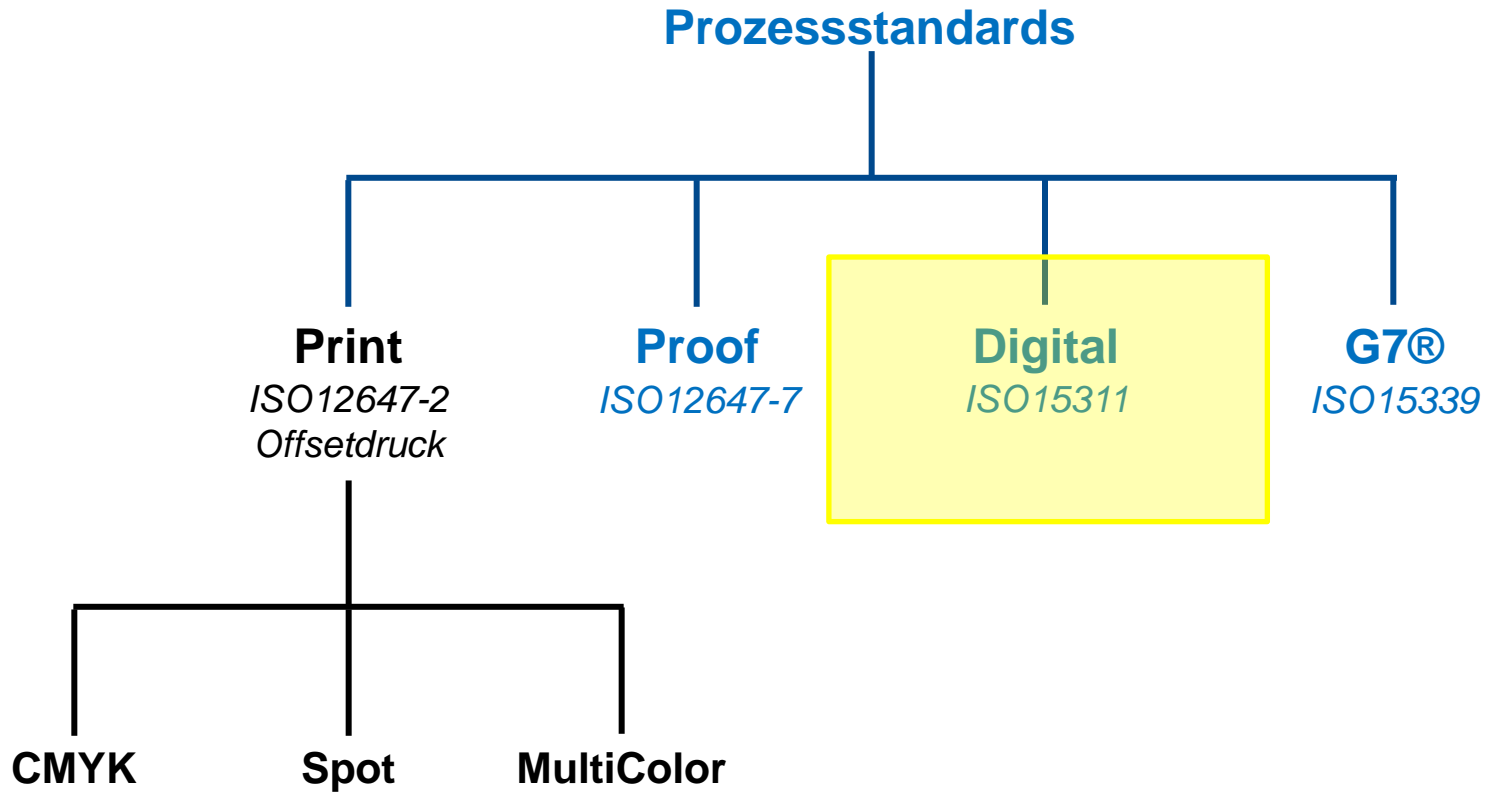 Prozessstandards
Print
ISO12647-2
Offsetdruck
Proof
ISO12647-7
Digital
ISO15311
G7®
ISO15339
CMYK
Spot
MultiColor